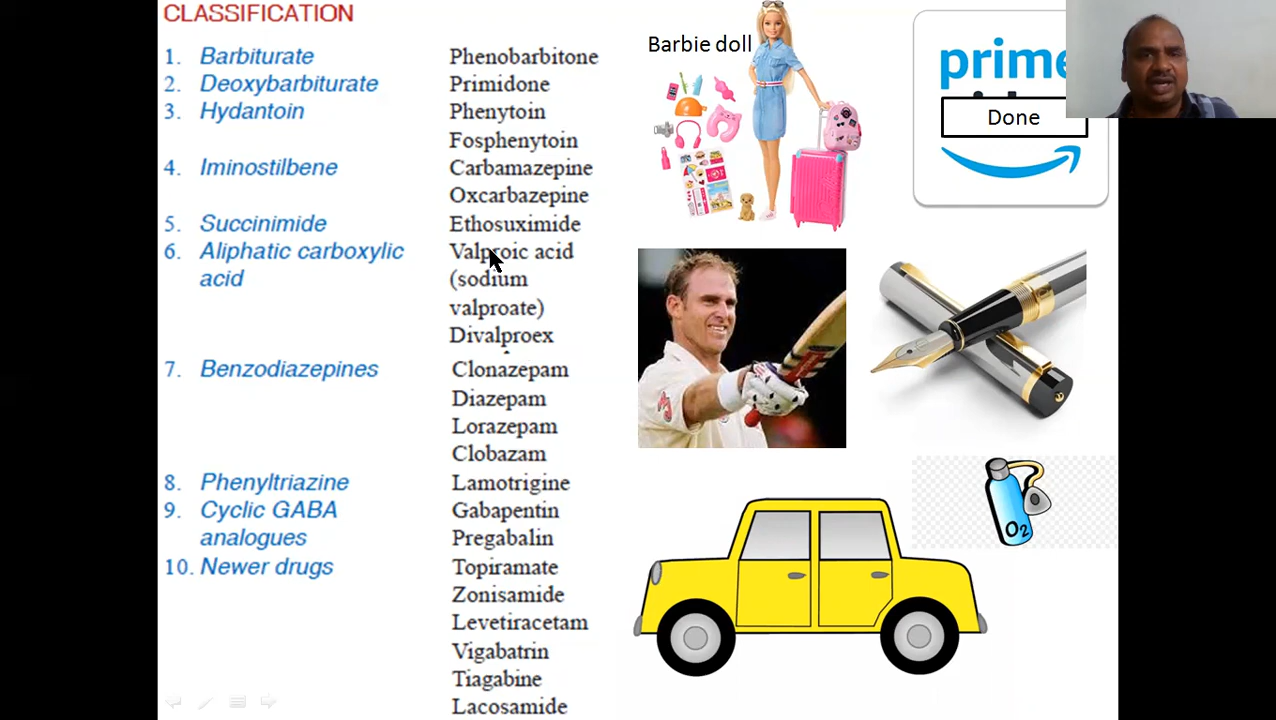 CLASSIFICATION
1. Barbiturate Phenobarbitone
2. Deoxybarbiturate Primidone
3. Hydantoin Phenytoin
Fosphenytoin
4. Iminostilbene Carbamazepine
Oxcarbazepine
5. Succinimide Ethosuximide
6. Aliphatic carboxylic Valproic acid
acid (sodium
valproate)
Divalproex
7. Benzodiazepines Clonazepam
Diazepam
Lorazepam
Clobazam
8. Phenyltriazine Lamotrigine
9. Cyclic GABA Gabapentin
analogues Pregabalin
10. Newer drugs Topiramate
Zonisamide
Levetiracetam
Vigabatrin
Tiagabine
Lacosamide
Barbie doll
prime
Done
O2